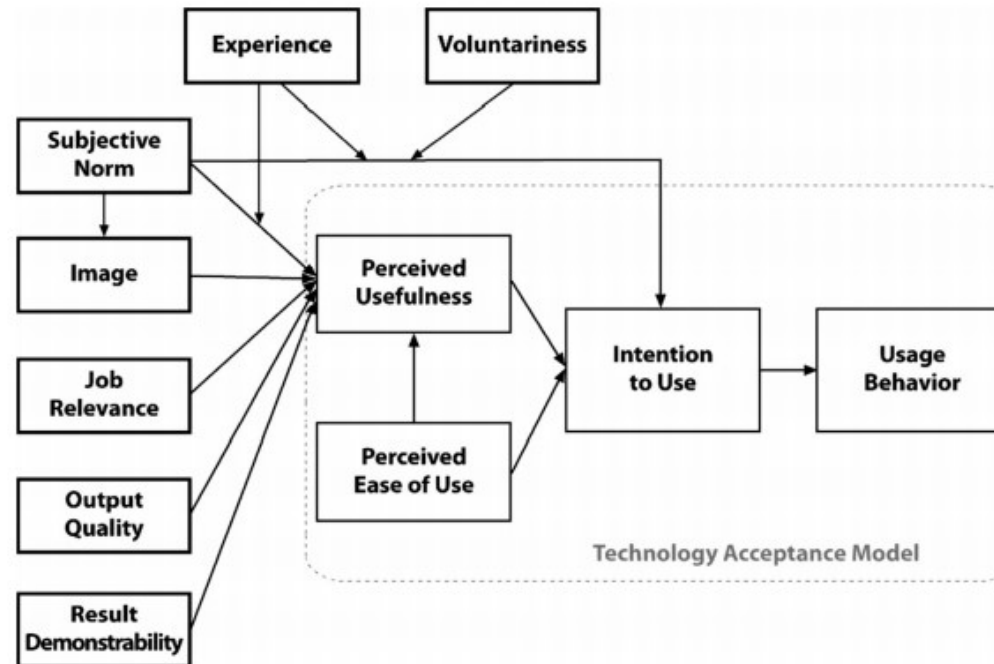 Experience
Voluntariness
Subjective
Norm
Image
Perceived
Usefulness
Job
Relevance
Intention
to Use
Usage
Behavior
Perceived
Ease of Use
Output
Quality
Technology Acceptance Model
Result
Demonstrability